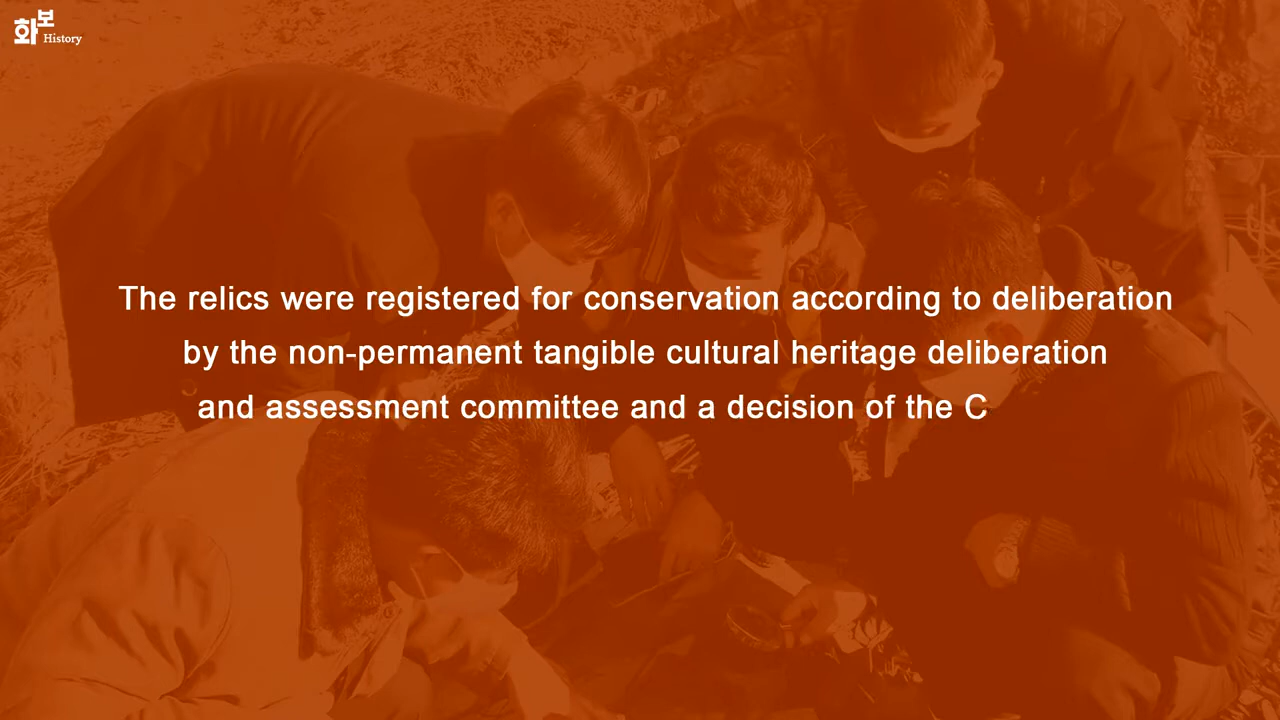 화보
History
The relics were registered for conservation according to deliberation
by the non-permanent tangible cultural heritage deliberation
and assessment committee and a decision of the C